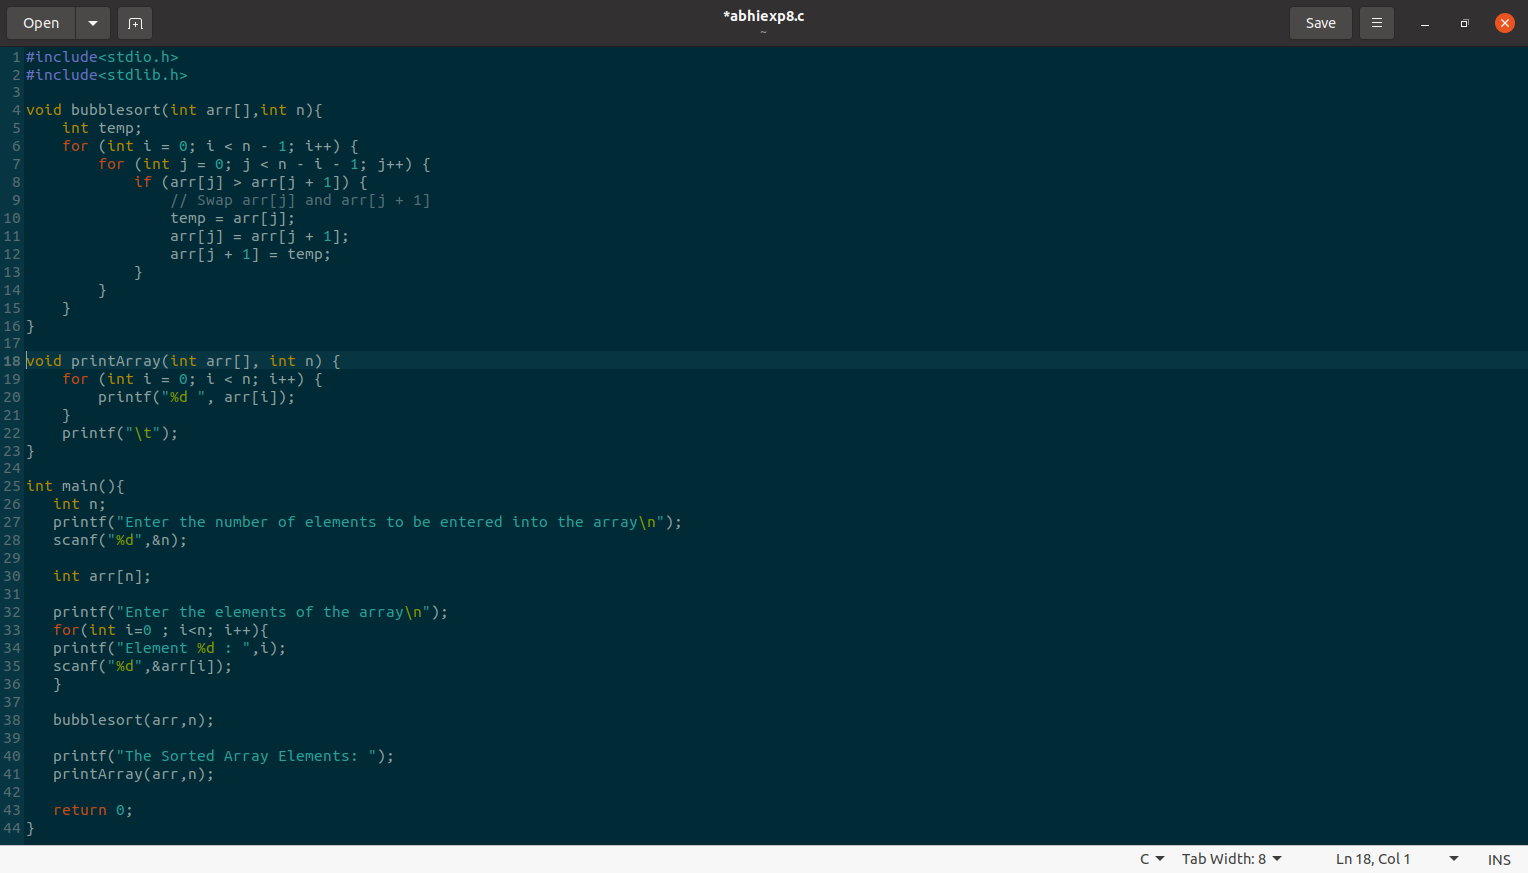 Open
*abhiexp8.c
~
Save
1 #include<stdio.h>
2 #include<stdlib.h>
3
4 void bubblesort(int arr[],int n){
5     int temp;
6     for (int i = 0; i < n - 1; i++) {
7         for (int j = 0; j < n - i - 1; j++) {
8             if (arr[j] > arr[j + 1]) {
9                 // Swap arr[j] and arr[j + 1]
10                 temp = arr[j];
11                 arr[j] = arr[j + 1];
12                 arr[j + 1] = temp;
13             }
14         }
15     }
16 }
17
18 void printArray(int arr[], int n) {
19     for (int i = 0; i < n; i++) {
20         printf("%d ", arr[i]);
21     }
22     printf("\t");
23 }
24
25 int main(){
26    int n;
27    printf("Enter the number of elements to be entered into the array\n");
28    scanf("%d",&n);
29
30    int arr[n];
31
32    printf("Enter the elements of the array\n");
33    for(int i=0 ; i<n; i++){
34    printf("Element %d : ",i);
35    scanf("%d",&arr[i]);
36    }
37
38    bubblesort(arr,n);
39
40    printf("The Sorted Array Elements: ");
41    printArray(arr,n);
42
43    return 0;
44 }
C Tab Width: 8 Ln 18, Col 1 INS